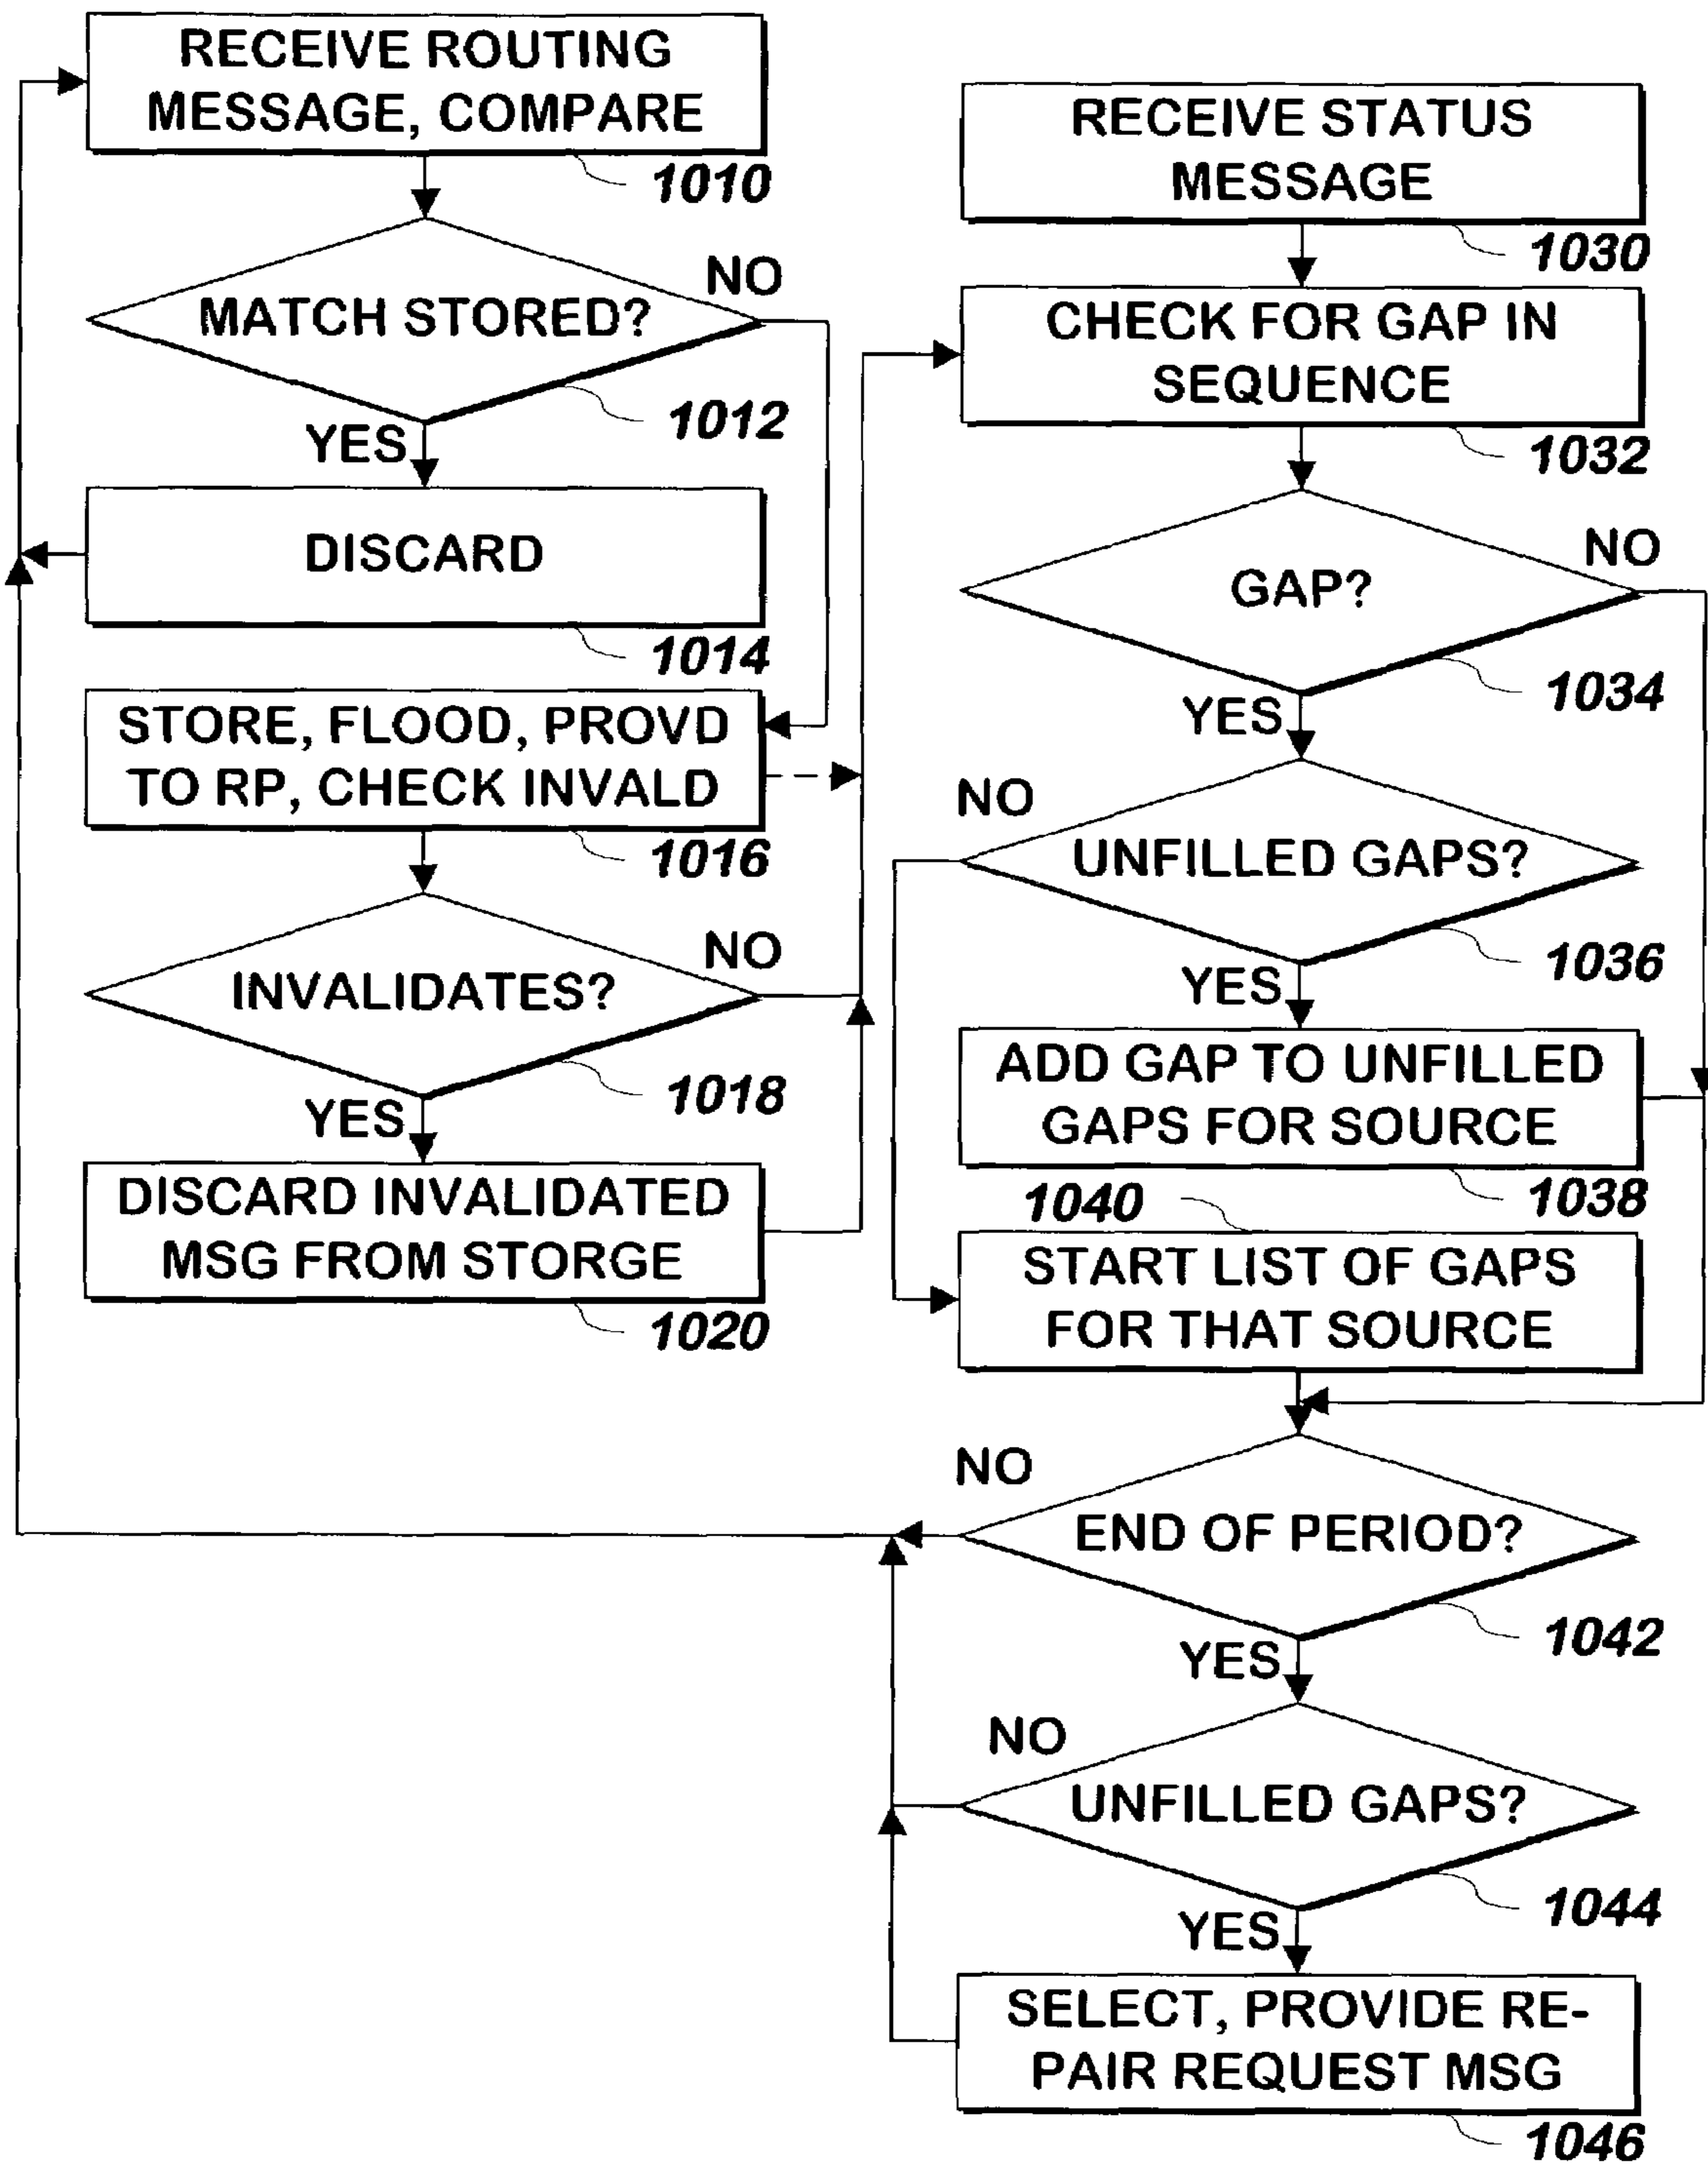 RECEIVE ROUTING
MESSAGE, COMPARE
1010
MATCH STORED?
NO
1012
YES
DISCARD
1014
STORE, FLOOD, PROVD
TO RP, CHECK INVALD
1016
INVALIDATES?
NO
1018
YES
DISCARD INVALIDATED
MSG FROM STORGE
1020
RECEIVE STATUS
MESSAGE
1030
CHECK FOR GAP IN
SEQUENCE
1032
GAP?
NO
1034
YES
NO
UNFILLED GAPS?
1036
YES
ADD GAP TO UNFILLED
GAPS FOR SOURCE
1038
1040
START LIST OF GAPS
FOR THAT SOURCE
NO
END OF PERIOD?
1042
YES
NO
UNFILLED GAPS?
1044
YES
SELECT, PROVIDE RE-
PAIR REQUEST MSG
1046